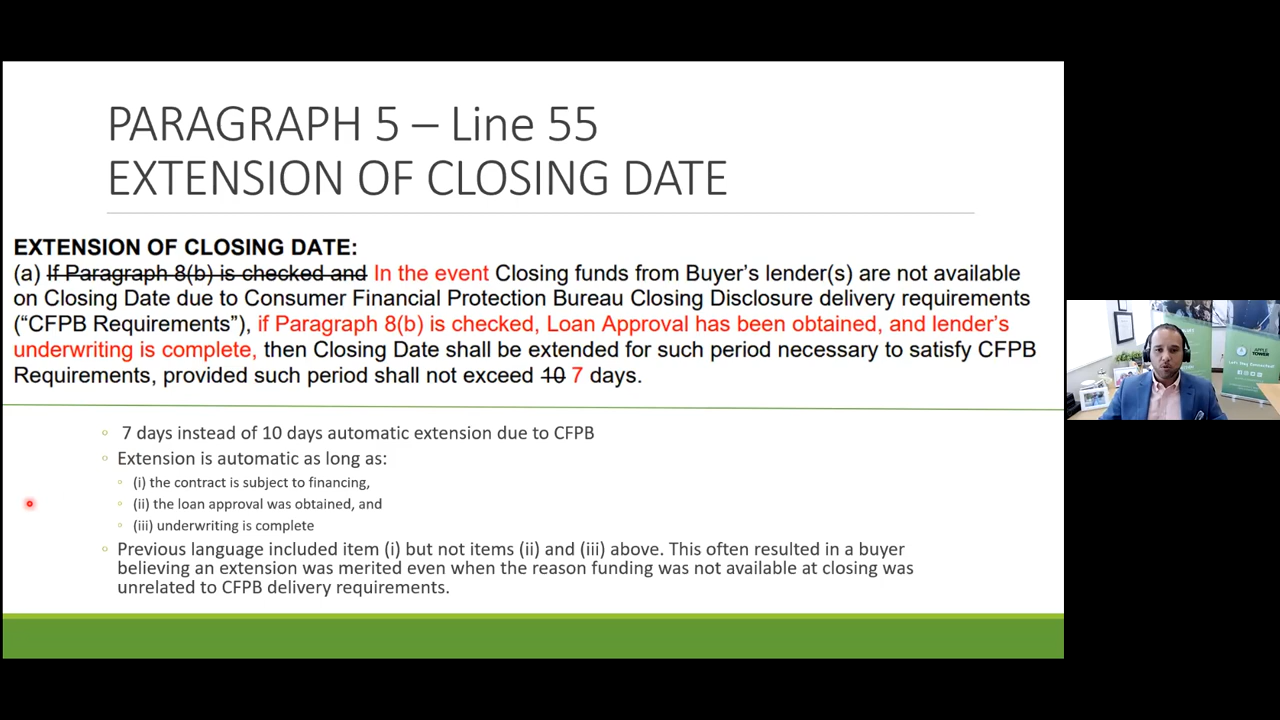 PARAGRAPH 5 – Line 55
EXTENSION OF CLOSING DATE
EXTENSION OF CLOSING DATE:
(a) If Paragraph 8(b) is checked and In the event Closing funds from Buyer’s lender(s) are not available
on Closing Date due to Consumer Financial Protection Bureau Closing Disclosure delivery requirements
(“CFPB Requirements”), if Paragraph 8(b) is checked, Loan Approval has been obtained, and lender’s
underwriting is complete, then Closing Date shall be extended for such period necessary to satisfy CFPB
Requirements, provided such period shall not exceed 10 7 days.
7 days instead of 10 days automatic extension due to CFPB
Extension is automatic as long as:
(i) the contract is subject to financing,
(ii) the loan approval was obtained, and
(iii) underwriting is complete
Previous language included item (i) but not items (ii) and (iii) above. This often resulted in a buyer
believing an extension was merited even when the reason funding was not available at closing was
unrelated to CFPB delivery requirements.
APPLE
TOWER